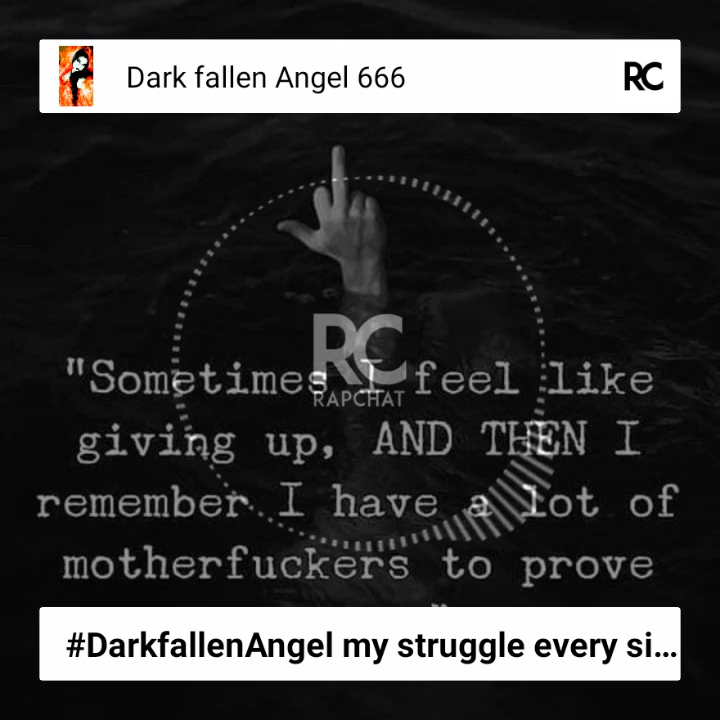 Dark fallen Angel 666
RC
RC
RAPCHAT
"Sometimes I feel like
giving up, AND THEN I
remember I have a lot of
motherfuckers to prove
#DarkfallenAngel my struggle every si...